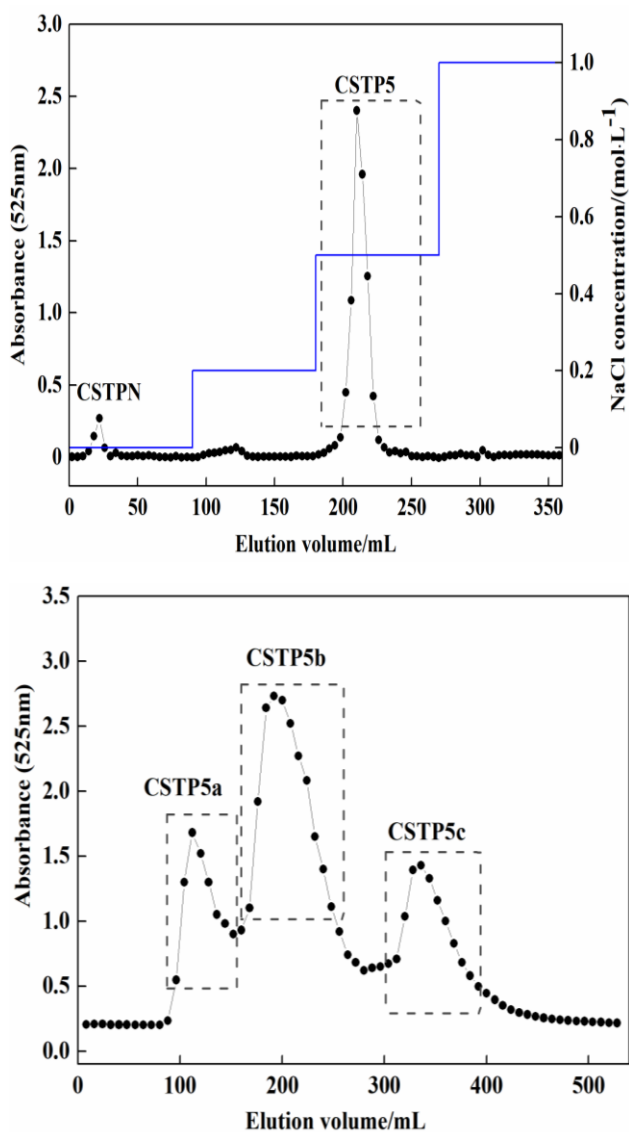 3.0
2.5
2.0
1.5
1.0
0.5
0
Absorbance (525nm)
CSTPN
CSTP5
1.0
0.8
0.6
0.4
0.2
0
NaCl concentration/(mol·L-1)
0 50 100 150 200 250 300 350
Elution volume/mL
3.5
3.0
2.5
2.0
1.5
1.0
0.5
0.0
Absorbance (525nm)
CSTP5a
CSTP5b
CSTP5c
0 100 200 300 400 500
Elution volume/mL